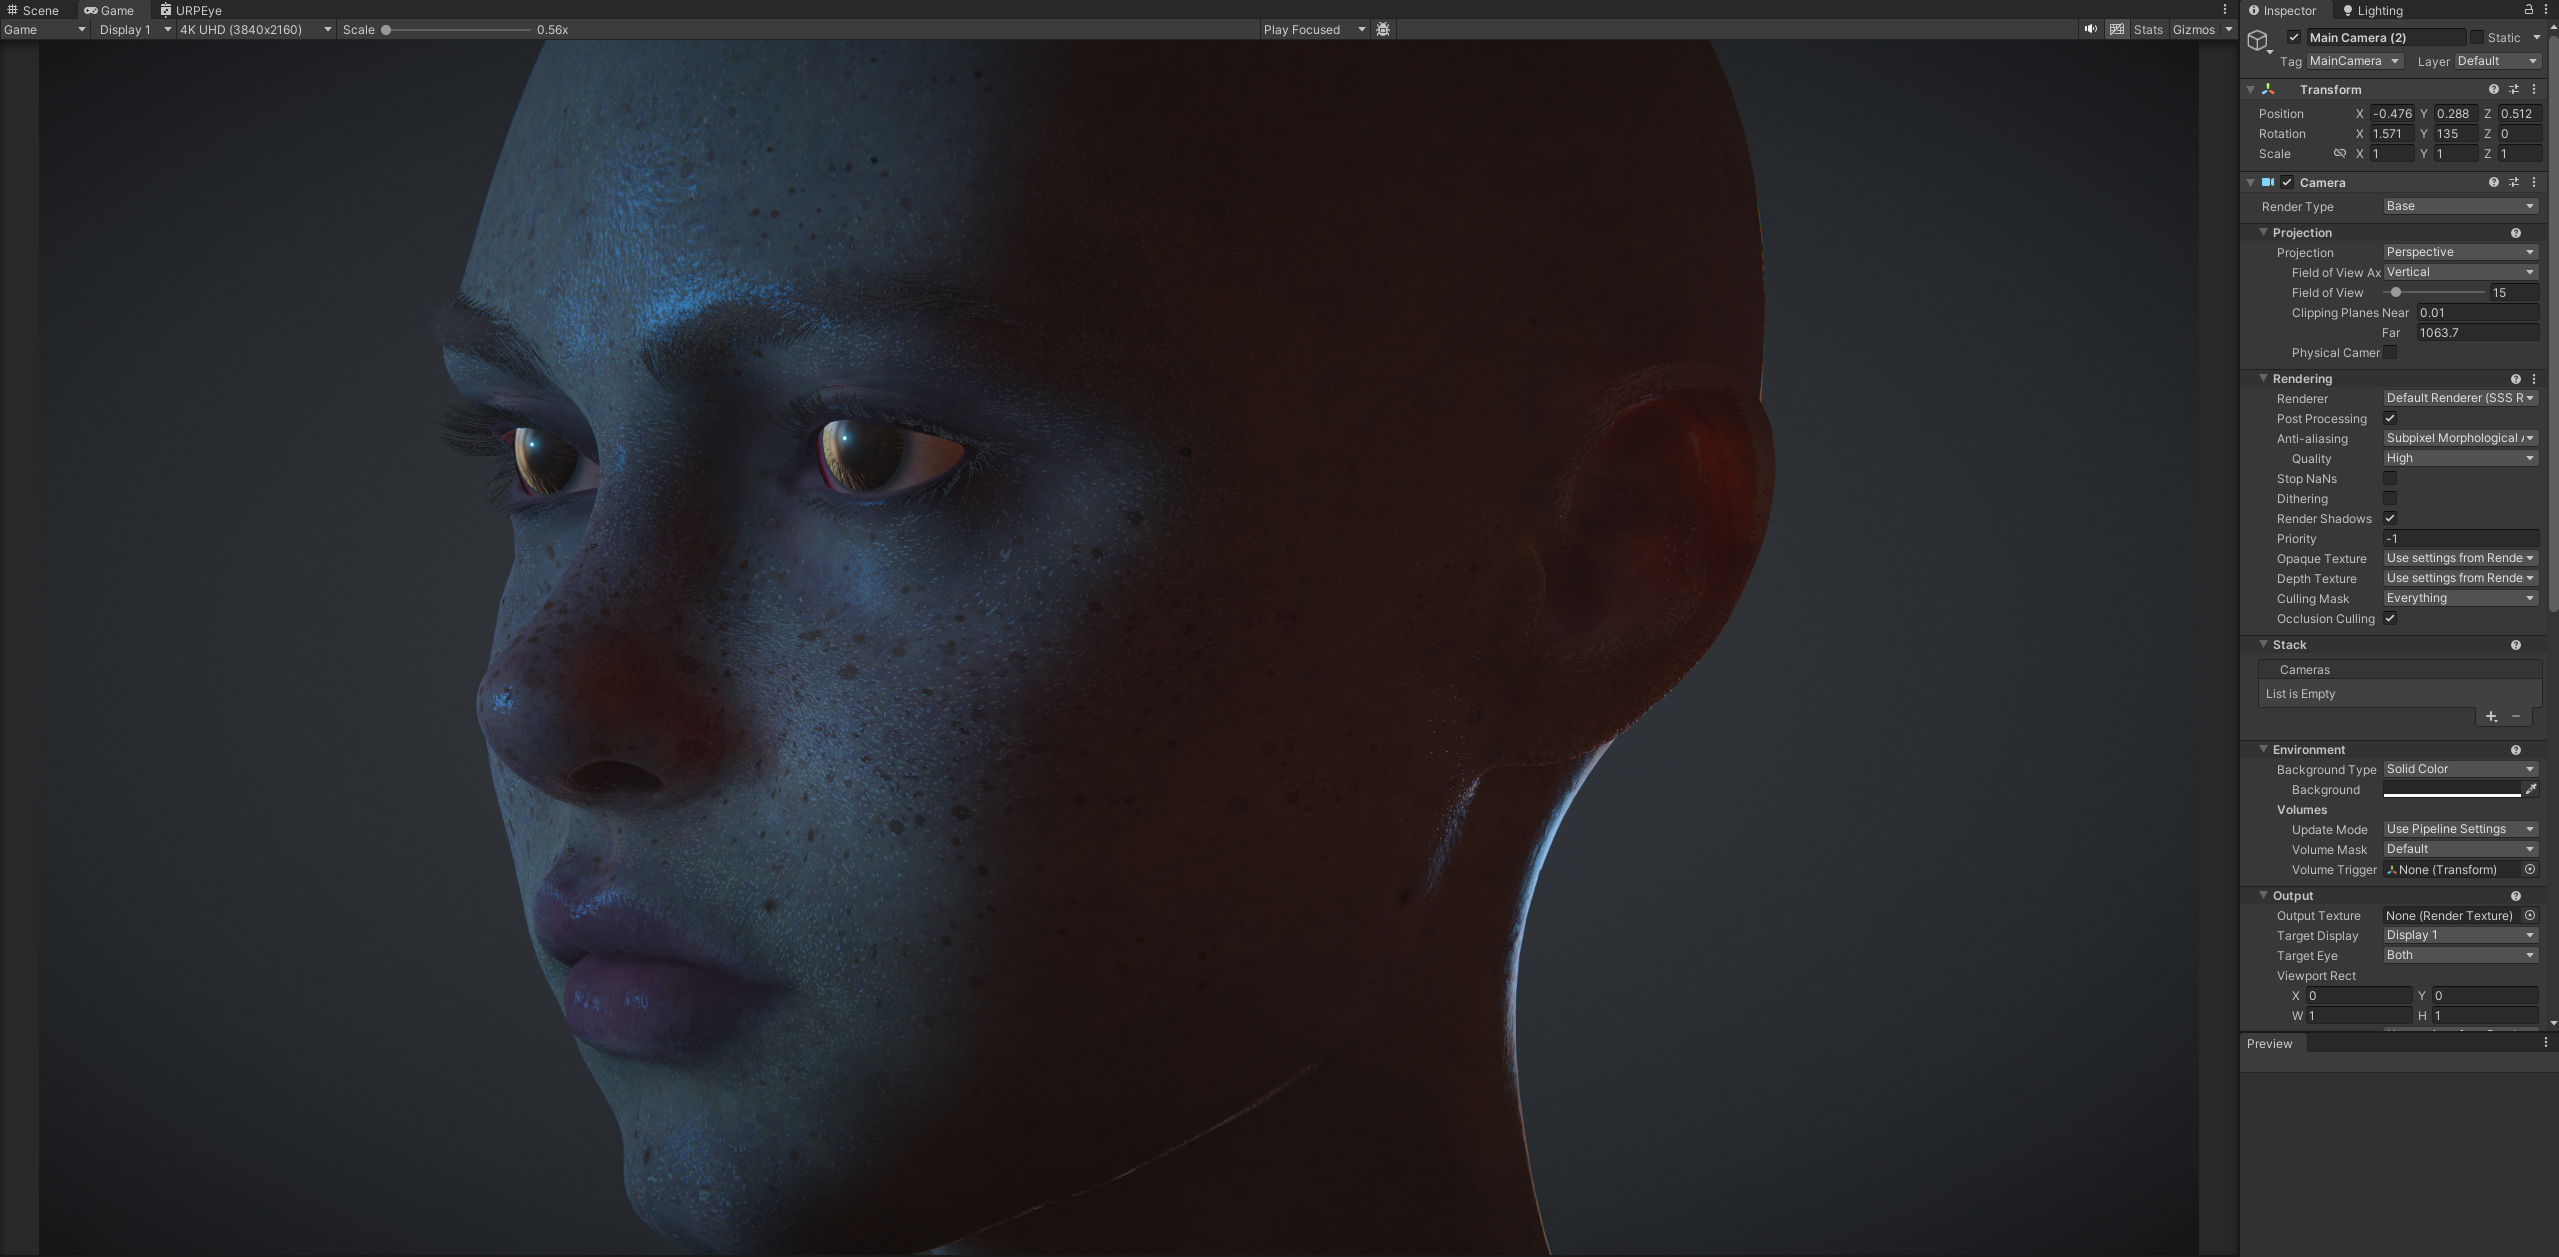 Scene Game URPEye
Game Display 1 4K UHD (3840x2160) Scale 0.56x Play Focused Stats Gizmos
Inspector Lighting
Main Camera (2) Static
Tag MainCamera Layer Default
Transform
Position X -0.476 Y 0.288 Z 0.512
Rotation X 1.571 Y 135 Z 0
Scale X 1 Y 1 Z 1
Camera
Render Type Base
Projection
Projection Perspective
Field of View Ax Vertical
Field of View 15
Clipping Planes Near 0.01
Far 1063.7
Physical Camer
Rendering
Renderer Default Renderer (SSS R
Post Processing
Anti-aliasing Subpixel Morphological
Quality High
Stop NaNs
Dithering
Render Shadows
Priority -1
Opaque Texture Use settings from Rende
Depth Texture Use settings from Rende
Culling Mask Everything
Occlusion Culling
Stack
Cameras
List is Empty
Environment
Background Type Solid Color
Background
Volumes
Update Mode Use Pipeline Settings
Volume Mask Default
Volume Trigger None (Transform)
Output
Output Texture None (Render Texture)
Target Display Display 1
Target Eye Both
Viewport Rect
X 0 Y 0
W 1 H 1
Preview